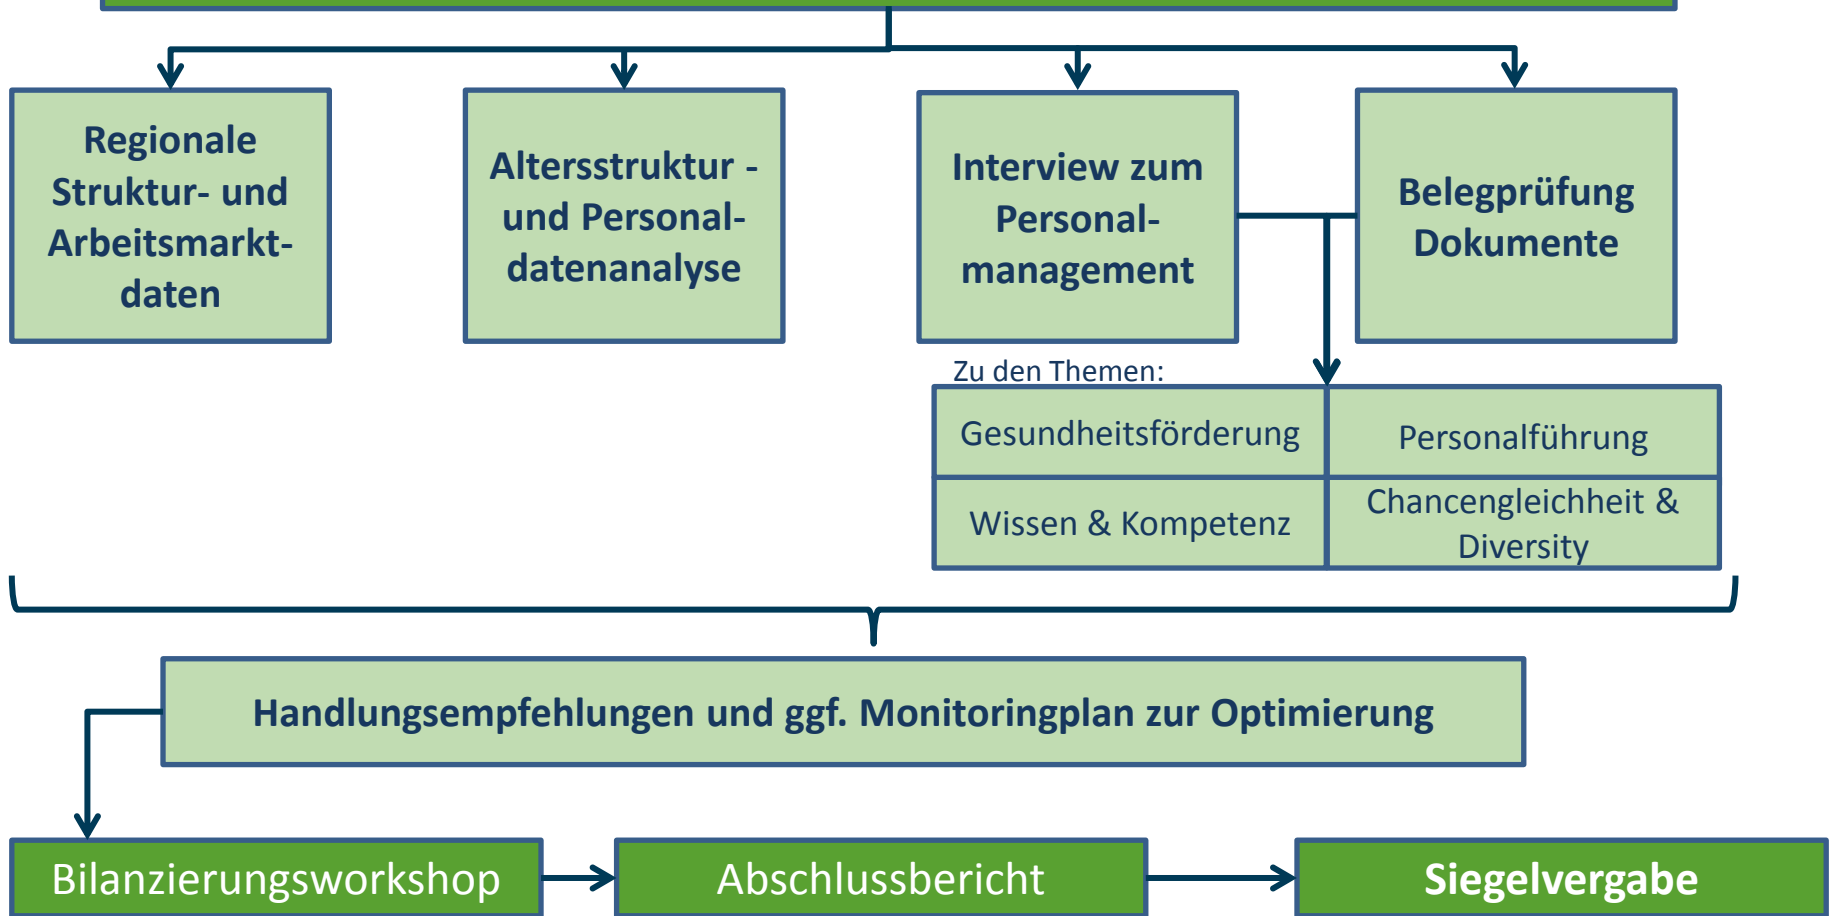 Regionale
Struktur- und
Arbeitsmarkt-
daten
Altersstruktur -
und Personal-
datenanalyse
Interview zum
Personal-
management
Belegprüfung
Dokumente
Zu den Themen:
Gesundheitsförderung
Personalführung
Wissen & Kompetenz
Chancengleichheit &
Diversity
Handlungsempfehlungen und ggf. Monitoringplan zur Optimierung
Bilanzierungsworkshop
Abschlussbericht
Siegelvergabe